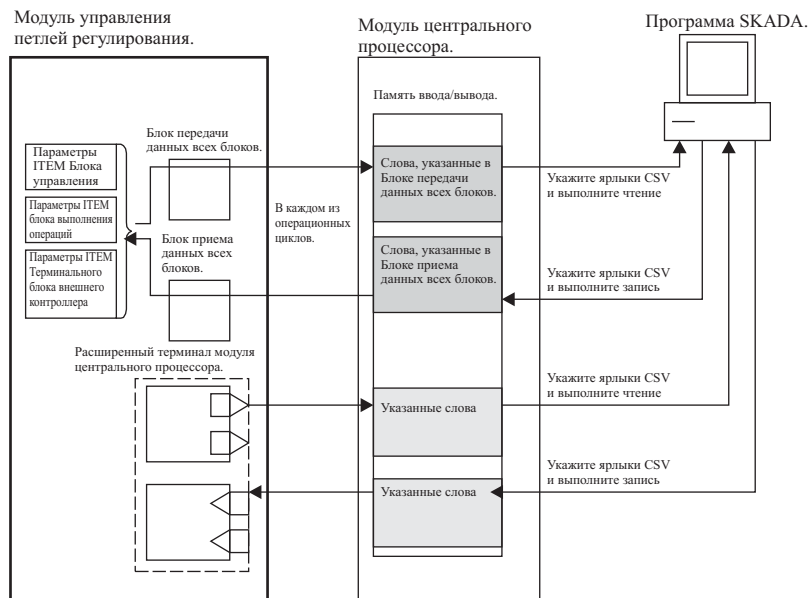 Модуль управления
петлей регулирования.
Модуль центрального
процессора.
Программа SKADA.
Память ввода/вывода.
Блок передачи
данных всех блоков.
Параметры
ITEM Блока
управления
Параметры ITEM
блока выполнения
операций
Параметры ITEM
Терминального
блока внешнего
контроллера
Блок приема
данных всех
блоков.
В каждом из
операционных
циклов.
Слова, указанные в
Блоке передачи
данных всех блоков.
Укажите ярлыки CSV
и выполните чтение
Слова, указанные в
Блоке приема
данных всех блоков.
Укажите ярлыки CSV
и выполните запись
Расширенный терминал модуля
центрального процессора.
Указанные слова
Укажите ярлыки CSV
и выполните чтение
Указанные слова
Укажите ярлыки CSV
и выполните запись